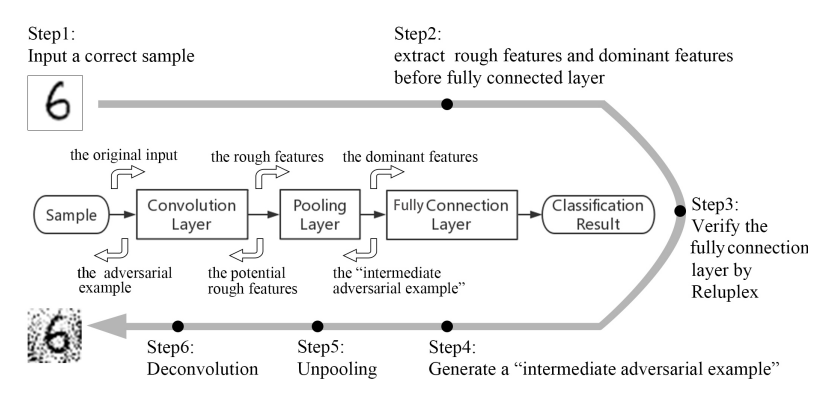 Step1:
Input a correct sample
Step2:
extract rough features and dominant features
before fully connected layer
6
the original input
the rough features
the dominant features
Sample
Convolution
Layer
Pooling
Layer
Fully Connection
Layer
Classification
Result
Step3:
Verify the
fully connection
layer by
Reluplex
the adversarial
example
the potential
rough features
the “intermediate
adversarial example”
6
Step6:
Deconvolution
Step5:
Unpooling
Step4:
Generate a “intermediate adversarial example”